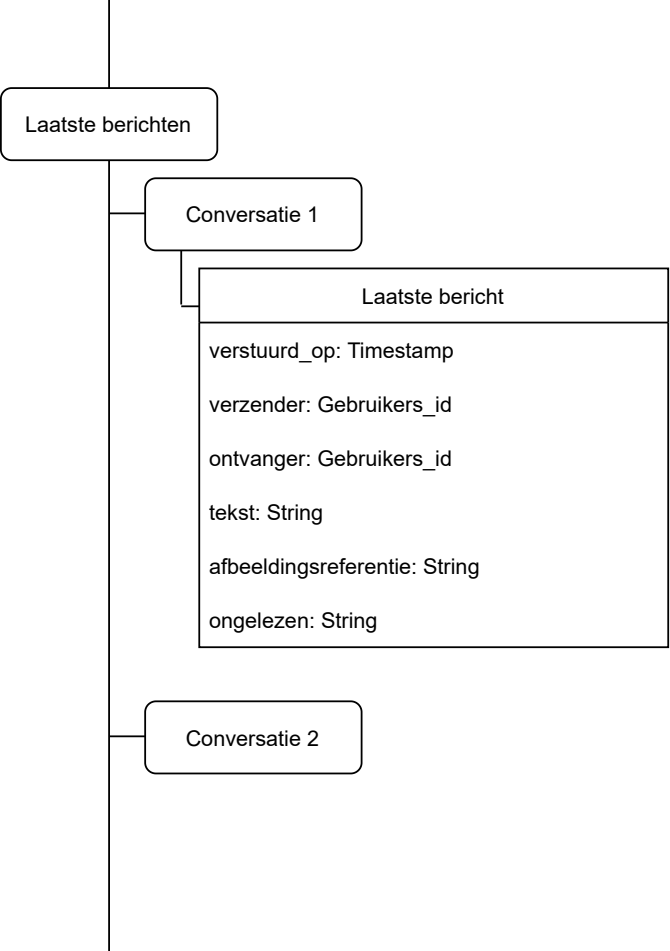 Laatste berichten
Conversatie 1
Laatste bericht
verstuurd_op: Timestamp
verzender: Gebruikers_id
ontvanger: Gebruikers_id
tekst: String
afbeeldingsreferentie: String
ongelezen: String
Conversatie 2